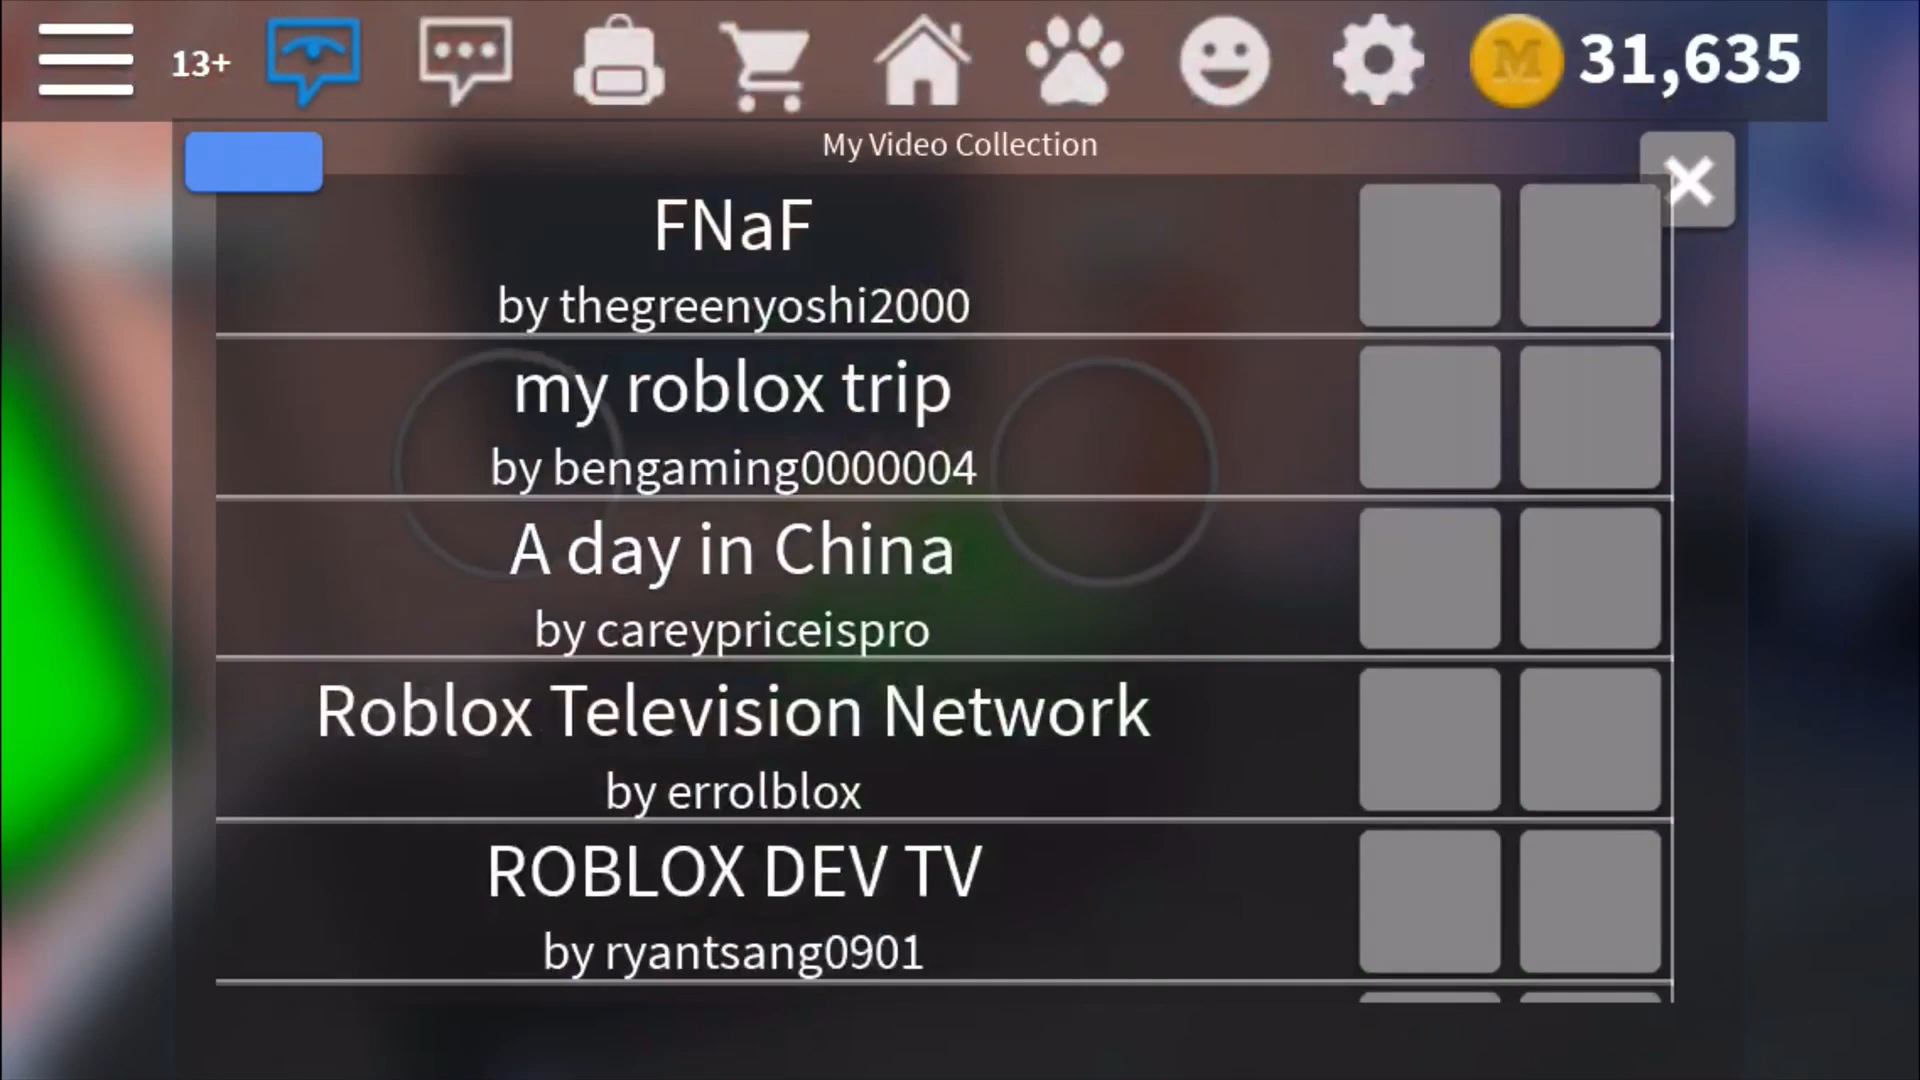 13+
M
31,635
My Video Collection
FNaF
by thegreenyoshi2000
my roblox trip
by bengaming0000004
A day in China
by careypriceispro
Roblox Television Network
by errolblox
ROBLOX DEV TV
by ryantsang0901